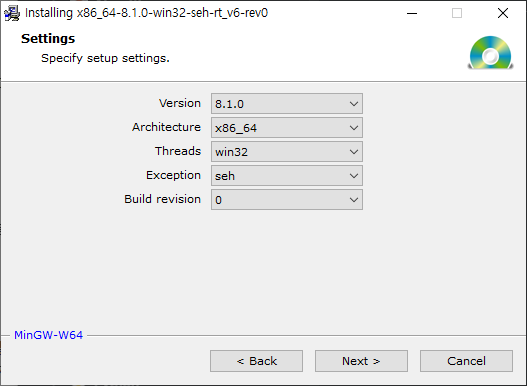 Installing x86_64-8.1.0-win32-seh-rt_v6-rev0
Settings
Specify setup settings.
Version 8.1.0
Architecture x86_64
Threads win32
Exception seh
Build revision 0
MinGW-W64
< Back Next > Cancel